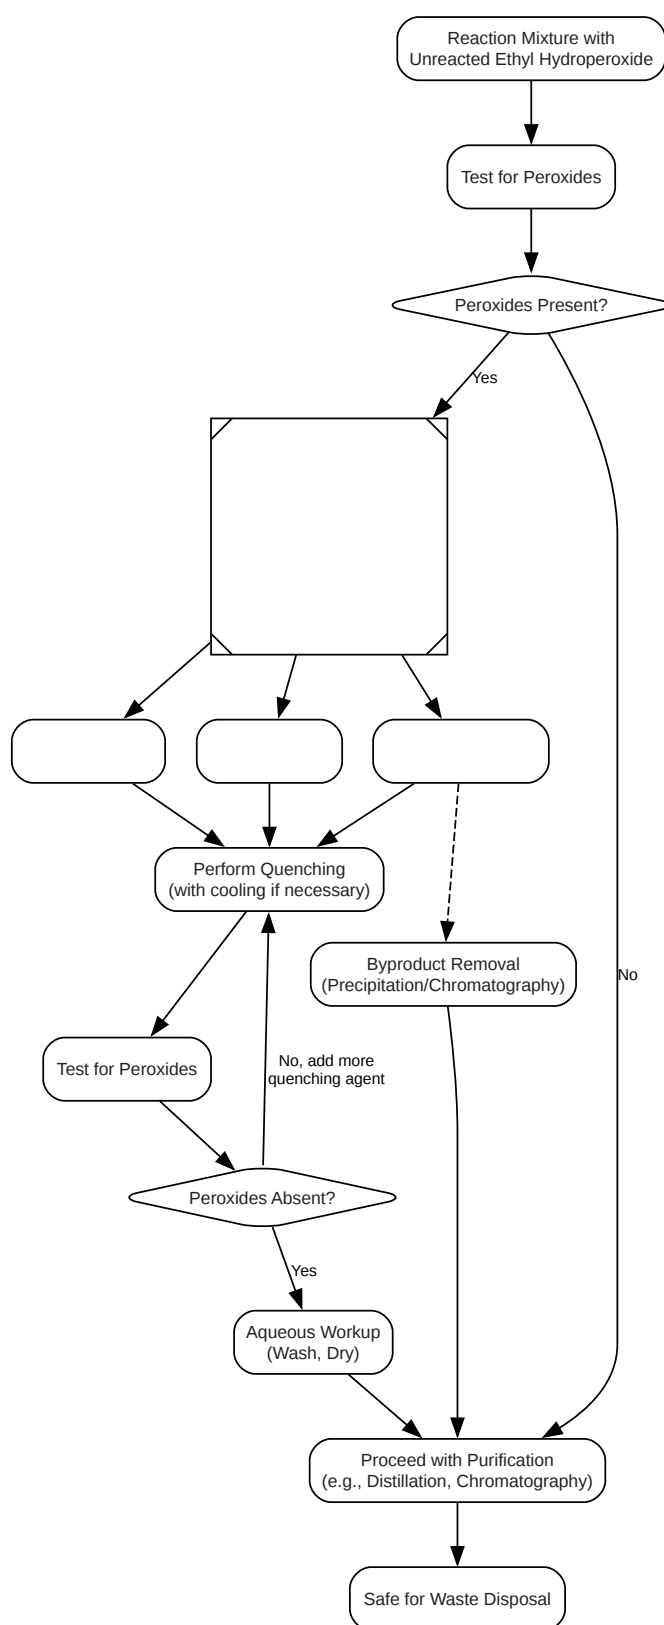 Reaction Mixture with
Unreacted Ethyl Hydroperoxide
Test for Peroxides
Peroxides Present?
Yes
Perform Quenching
(with cooling if necessary)
Byproduct Removal
(Precipitation/Chromatography)
No
Test for Peroxides
No, add more
quenching agent
Peroxides Absent?
Yes
Aqueous Workup
(Wash, Dry)
Proceed with Purification
(e.g., Distillation, Chromatography)
Safe for Waste Disposal